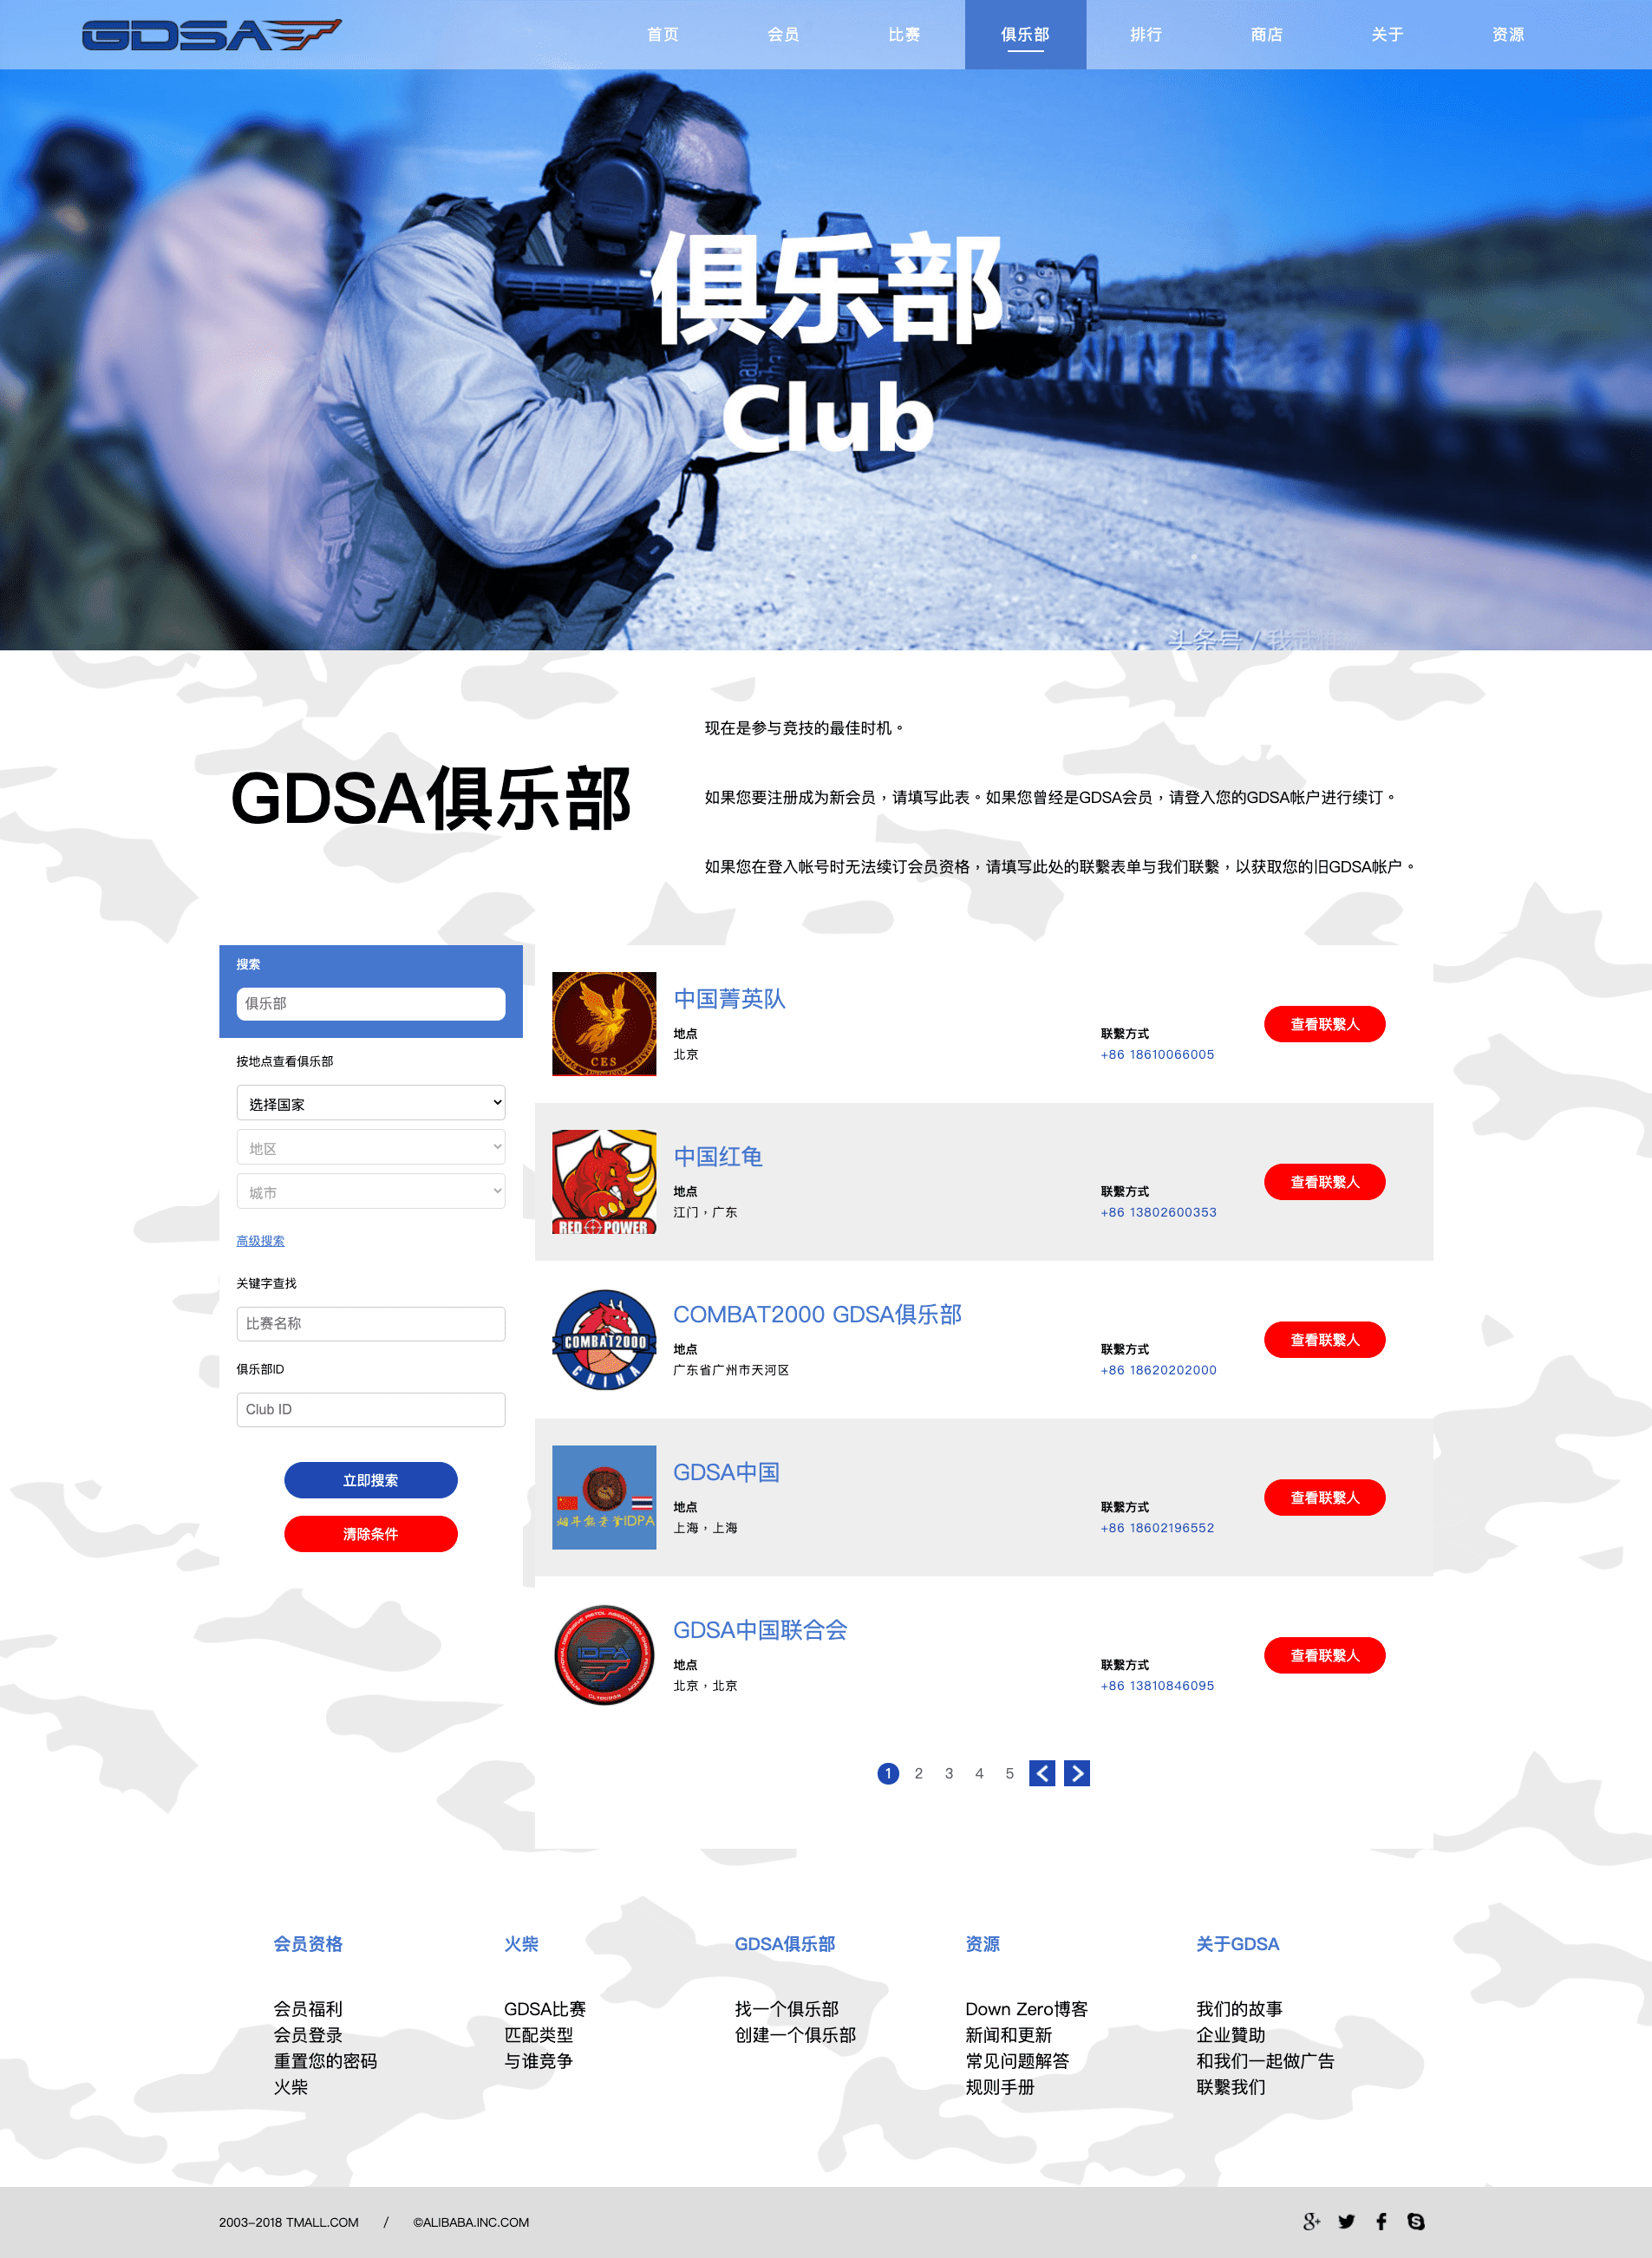 GDSA
首页
会员
比赛
俱乐部
排行
商店
关于
资源
俱乐部
Club
头条号 / 我
GDSA俱乐部
现在是参与竞技的最佳时机。
如果您要注册成为新会员，请填写此表。如果您曾经是GDSA会员，请登入您的GDSA帐户进行续订。
如果您在登入帐号时无法续订会员资格，请填写此处的联繫表单与我们联繫，以获取您的旧GDSA帐户。
搜索
俱乐部
按地点查看俱乐部
选择国家
地区
城市
高级搜索
关键字查找
比赛名称
俱乐部ID
Club ID
立即搜索
清除条件
CES
中国菁英队
地点
北京
联繫方式
+86 18610066005
查看联繫人
RED POWER
中国红龟
地点
江门，广东
联繫方式
+86 13802600353
查看联繫人
COMBAT2000
CHINA
COMBAT2000 GDSA俱乐部
地点
广东省广州市天河区
联繫方式
+86 18620202000
查看联繫人
IDPA
GDSA中国
地点
上海，上海
联繫方式
+86 18602196552
查看联繫人
INTERNATIONAL DEFENSIVE PISTOL ASSOCIATION CHINA FEDERATION
IDPA
GDSA中国联合会
地点
北京，北京
联繫方式
+86 13810846095
查看联繫人
1 2 3 4 5
会员资格
会员福利
会员登录
重置您的密码
火柴
火柴
GDSA比赛
匹配类型
与谁竞争
GDSA俱乐部
找一个俱乐部
创建一个俱乐部
资源
Down Zero博客
新闻和更新
常见问题解答
规则手册
关于GDSA
我们的故事
企业贊助
和我们一起做广告
联繫我们
2003-2018 TMALL.COM / ©ALIBABA.INC.COM